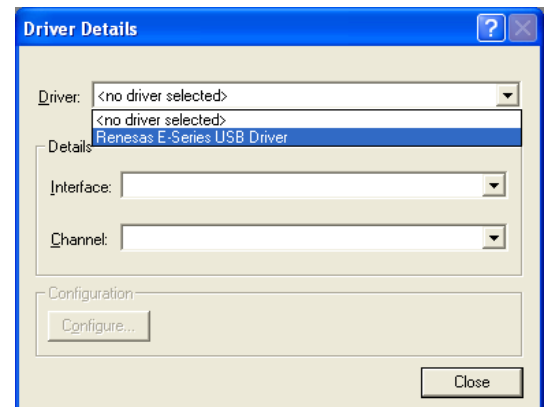 Driver Details
Driver: <no driver selected>
<no driver selected>
Renesas E-Series USB Driver
Details
Interface:
Channel:
Configuration
Configure...
Close